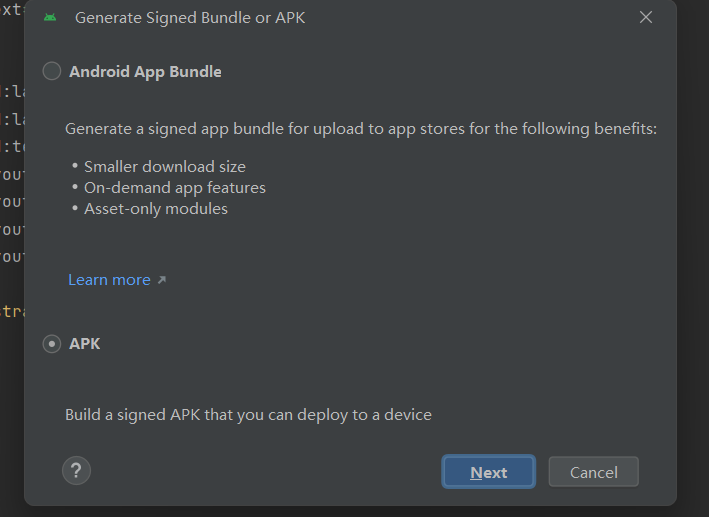 Generate Signed Bundle or APK
Android App Bundle
Generate a signed app bundle for upload to app stores for the following benefits:
• Smaller download size
• On-demand app features
• Asset-only modules
Learn more ↗
APK
Build a signed APK that you can deploy to a device
?
Next
Cancel